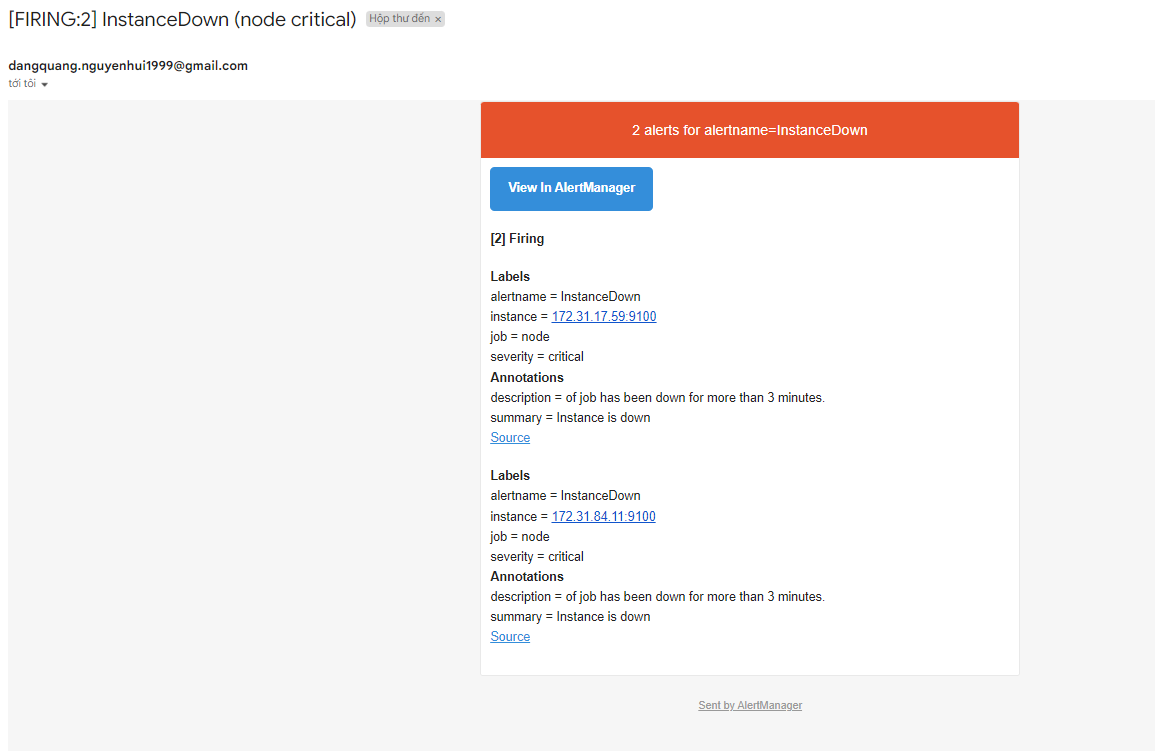 [FIRING:2] InstanceDown (node critical) Hộp thư đến ×
dangquang.nguyenhui1999@gmail.com
tới tôi
2 alerts for alertname=InstanceDown
View In AlertManager
[2] Firing
Labels
alertname = InstanceDown
instance = 172.31.17.59:9100
job = node
severity = critical
Annotations
description = of job has been down for more than 3 minutes.
summary = Instance is down
Source
Labels
alertname = InstanceDown
instance = 172.31.84.11:9100
job = node
severity = critical
Annotations
description = of job has been down for more than 3 minutes.
summary = Instance is down
Source
Sent by AlertManager